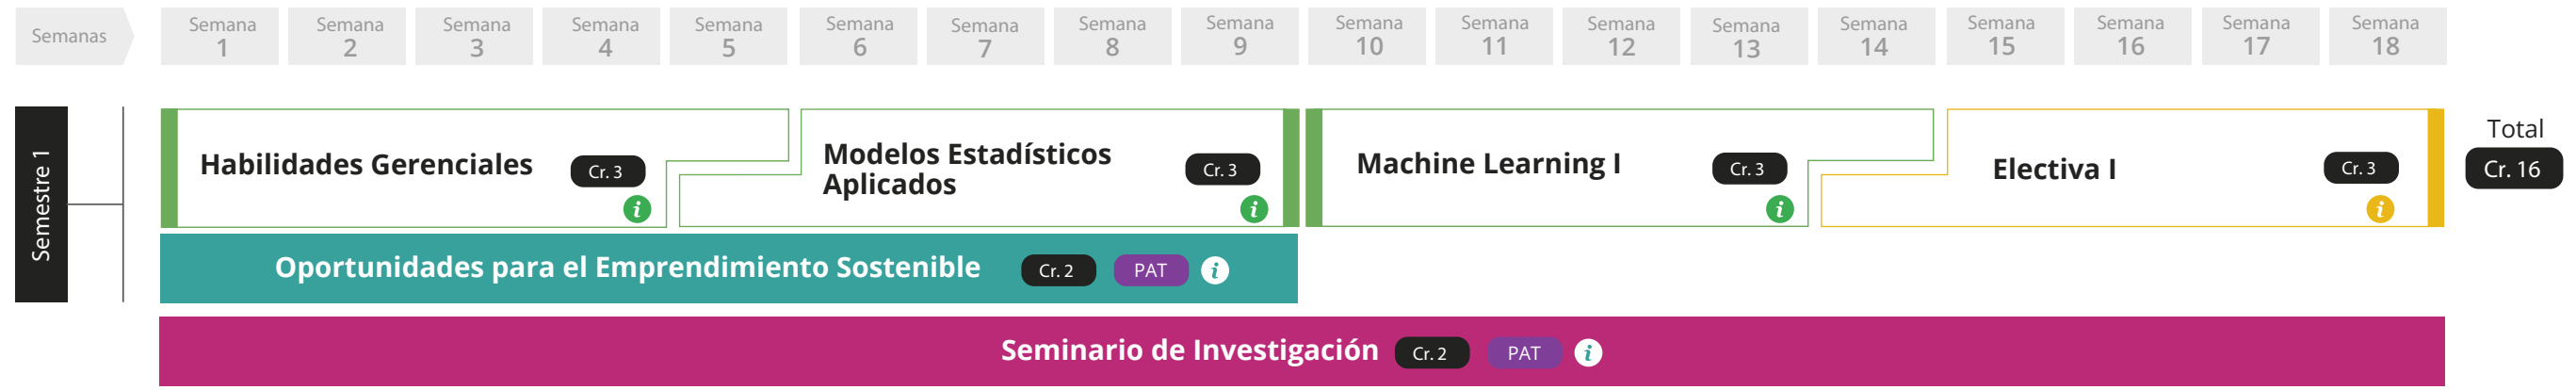 Semanas
Semana 1
Semana 2
Semana 3
Semana 4
Semana 5
Semana 6
Semana 7
Semana 8
Semana 9
Semana 10
Semana 11
Semana 12
Semana 13
Semana 14
Semana 15
Semana 16
Semana 17
Semana 18
Semestre 1
Habilidades Gerenciales
Cr. 3
i
Modelos Estadísticos
Aplicados
Cr. 3
i
Machine Learning I
Cr. 3
i
Electiva I
Cr. 3
i
Total
Cr. 16
Oportunidades para el Emprendimiento Sostenible
Cr. 2
PAT
i
Seminario de Investigación
Cr. 2
PAT
i